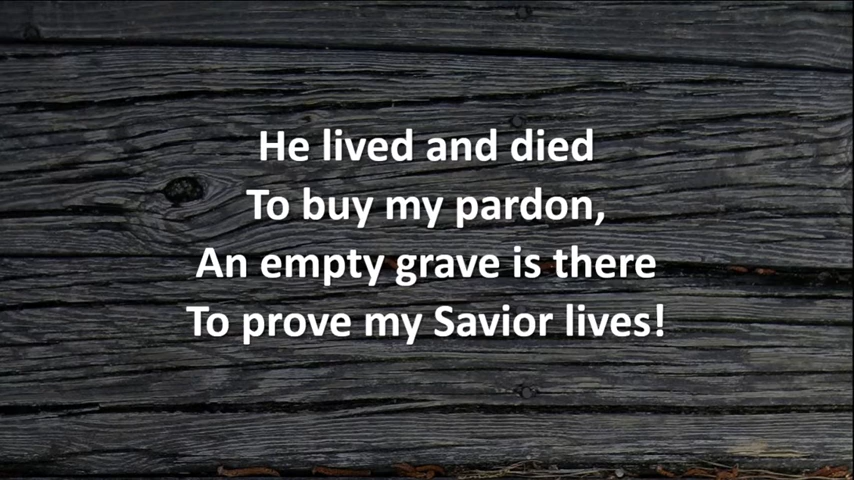 He lived and died
To buy my pardon,
An empty grave is there
To prove my Savior lives!